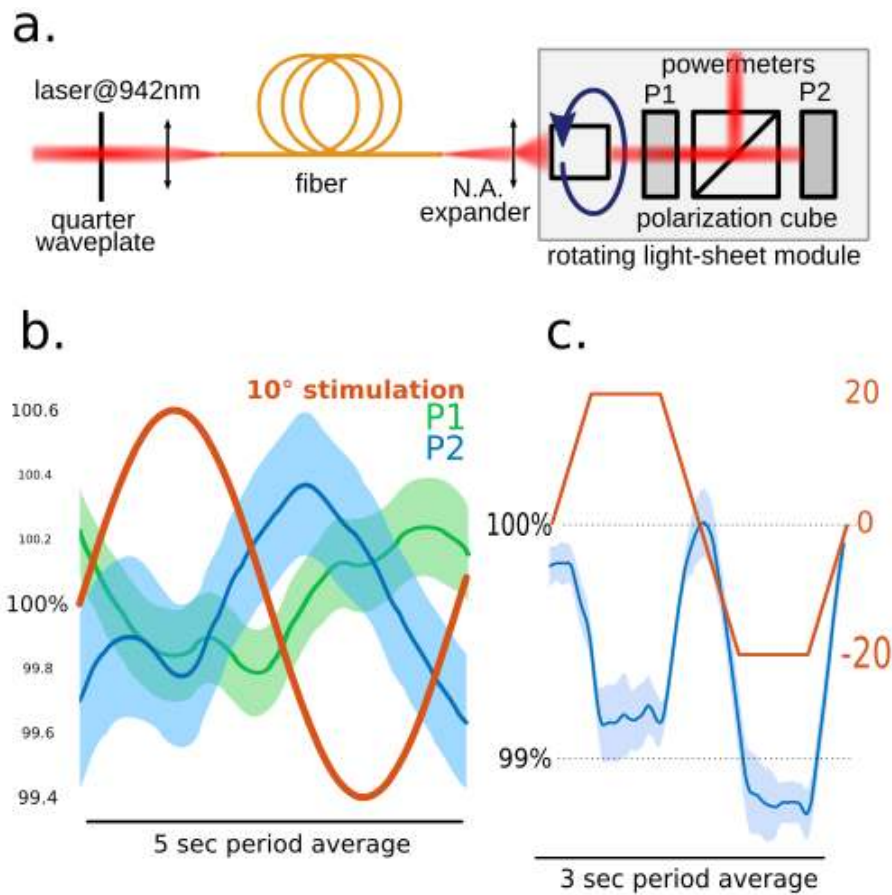 a.
laser@942nm
quarter
waveplate
fiber
N.A.
expander
powermeters
P1
P2
polarization cube
rotating light-sheet module
b.
10° stimulation
P1
P2
100.6
100.4
100.2
100%
99.8
99.6
99.4
5 sec period average
c.
100%
99%
20
0
-20
3 sec period average